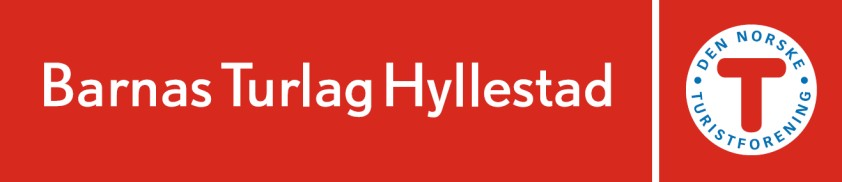 Barnas Turlag Hyllestad
DEN NORSKE
T
TURISTFORENING